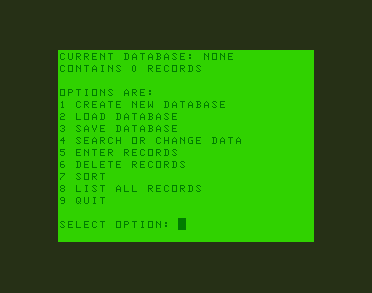 CURRENT DATABASE: NONE
CONTAINS 0 RECORDS
OPTIONS ARE:
1 CREATE NEW DATABASE
2 LOAD DATABASE
3 SAVE DATABASE
4 SEARCH OR CHANGE DATA
5 ENTER RECORDS
6 DELETE RECORDS
7 SORT
8 LIST ALL RECORDS
9 QUIT
SELECT OPTION: